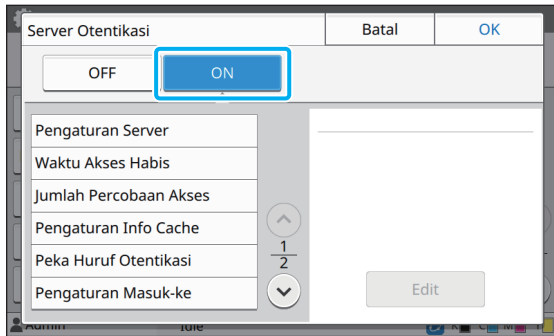 Server Otentikasi
Batal
OK
OFF
ON
Pengaturan Server
Waktu Akses Habis
Jumlah Percobaan Akses
Pengaturan Info Cache
Peka Huruf Otentikasi
Pengaturan Masuk-ke
1
2
Edit
Admin
Idle
K
C
M
Y